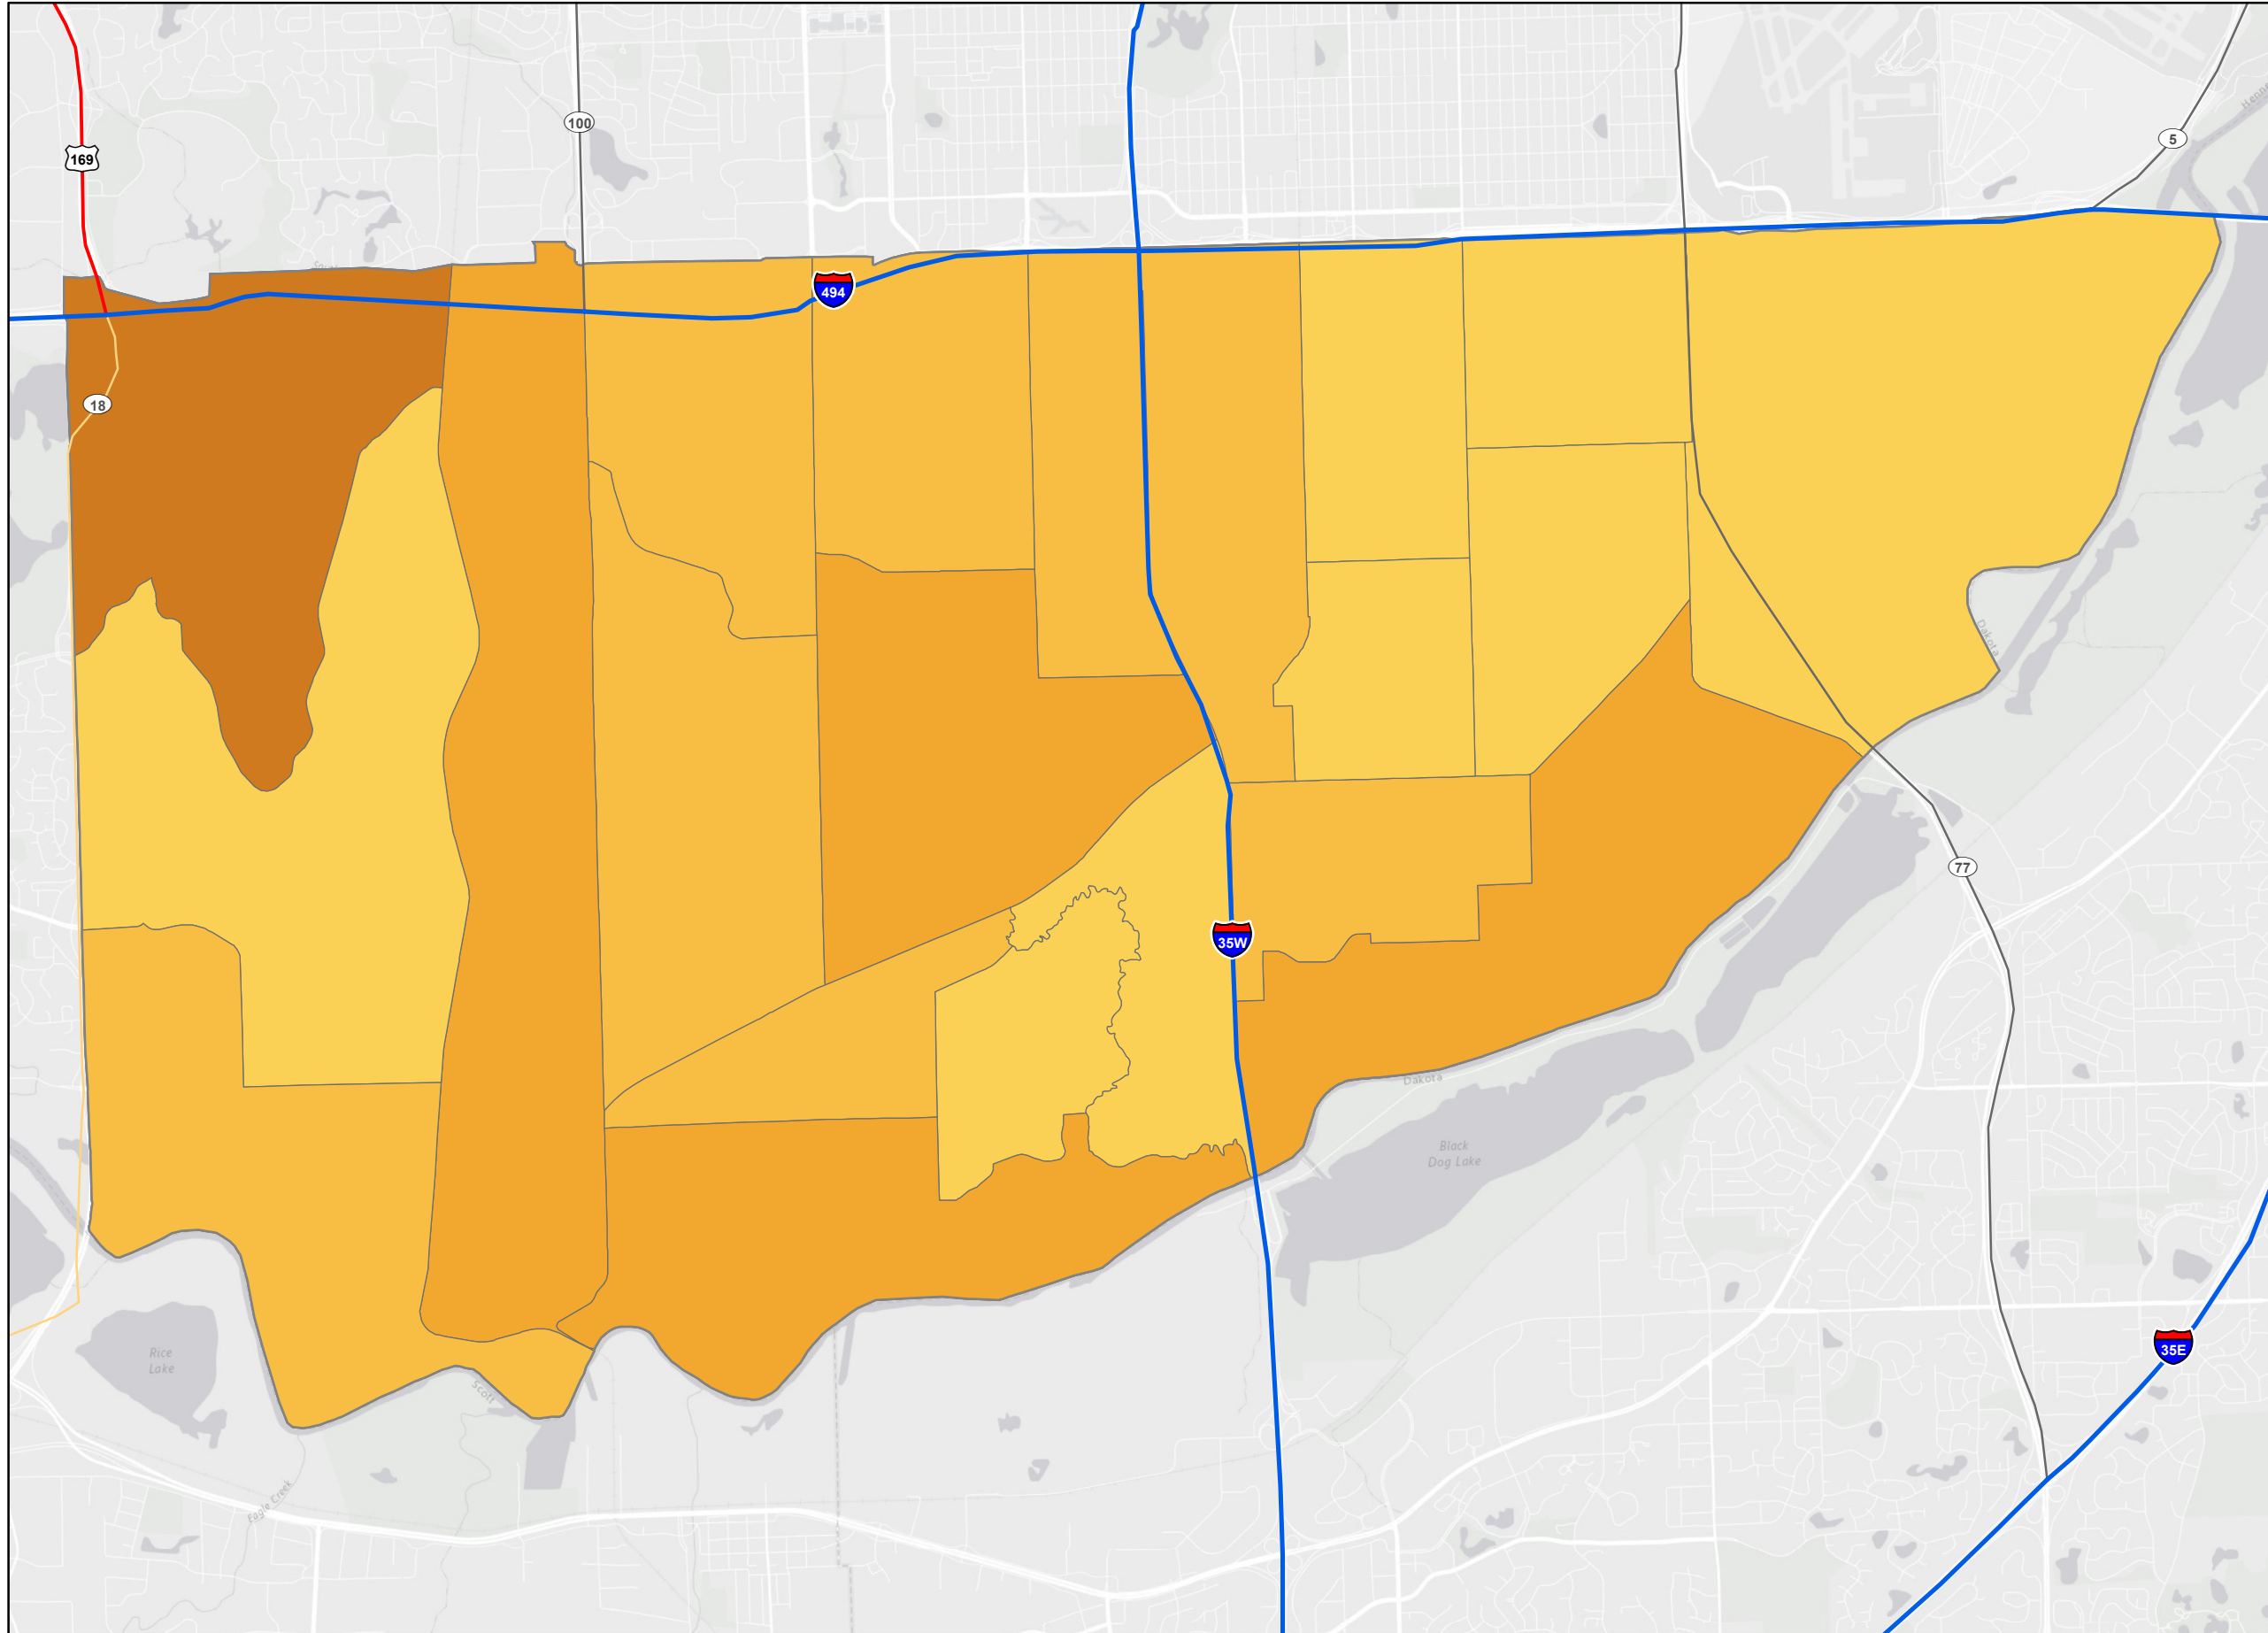 100
5
169
494
18
Dakota
77
35W
Dakota
Black
Dog Lake
35E
Rice
Lake
Scott
Eagle Creek